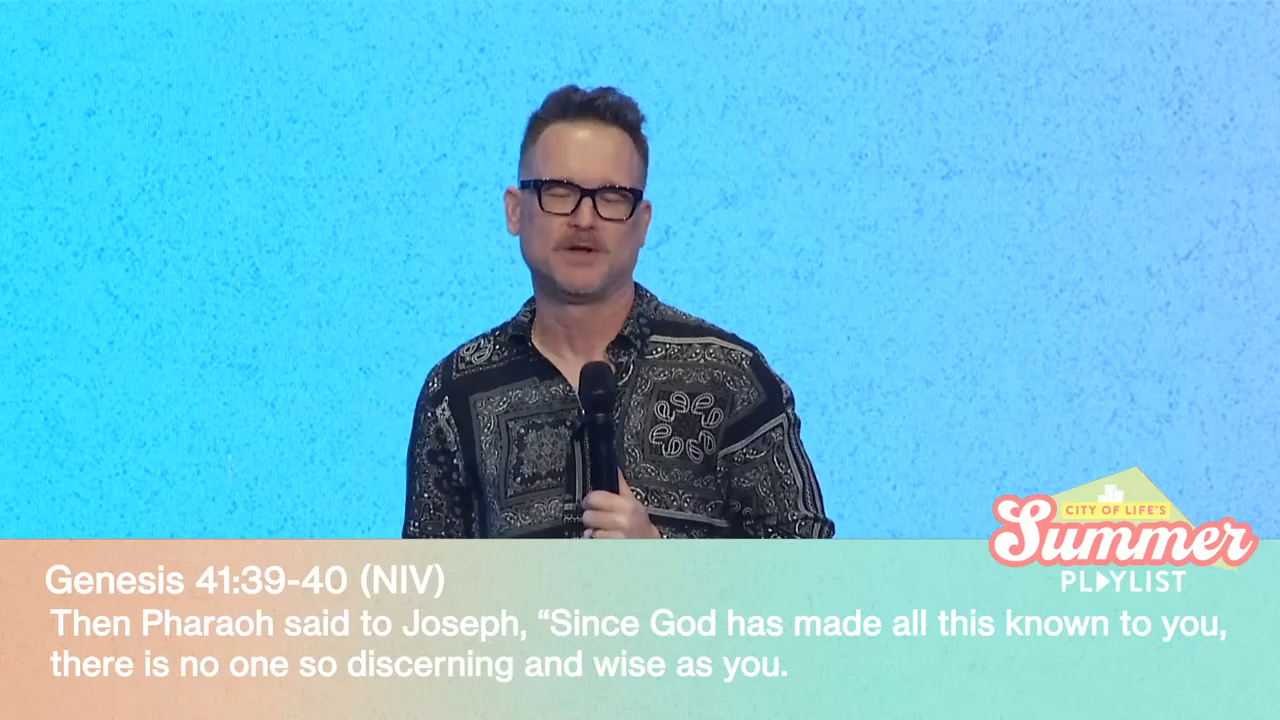 CITY OF LIFE'S
Summer
PLAYLIST
Genesis 41:39-40 (NIV)
Then Pharaoh said to Joseph, “Since God has made all this known to you,
there is no one so discerning and wise as you.